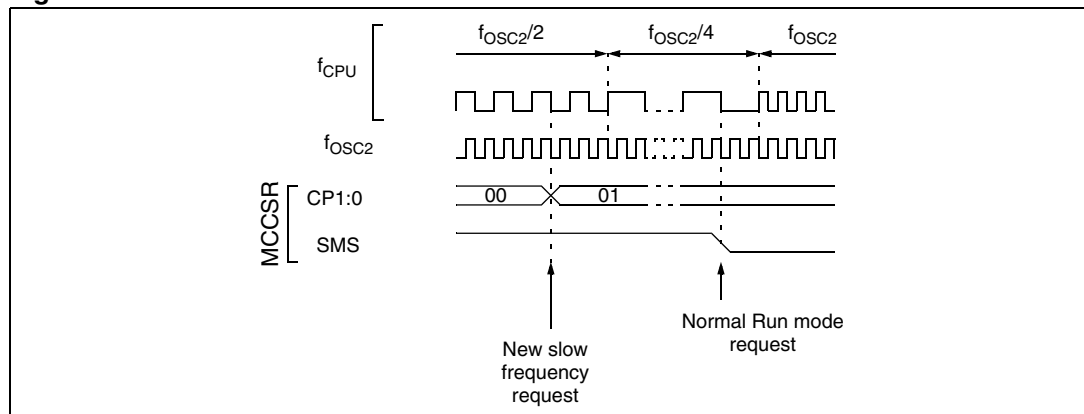 fOSC2/2 fOSC2/4 fOSC2
fCPU
fOSC2
MCCSR
CP1:0 00 01
SMS
New slow
frequency
request
Normal Run mode
request